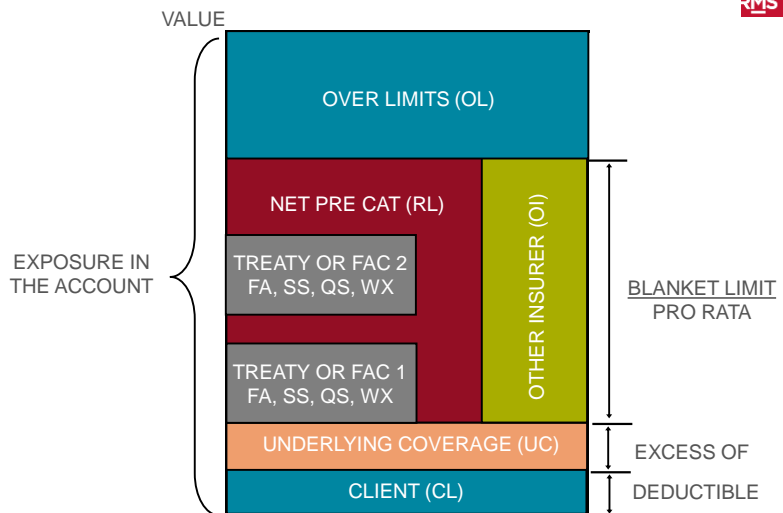 RMS
VALUE
OVER LIMITS (OL)
NET PRE CAT (RL)
OTHER INSURER (OI)
TREATY OR FAC 2
FA, SS, QS, WX
EXPOSURE IN
THE ACCOUNT
BLANKET LIMIT
PRO RATA
TREATY OR FAC 1
FA, SS, QS, WX
UNDERLYING COVERAGE (UC)
EXCESS OF
CLIENT (CL)
DEDUCTIBLE